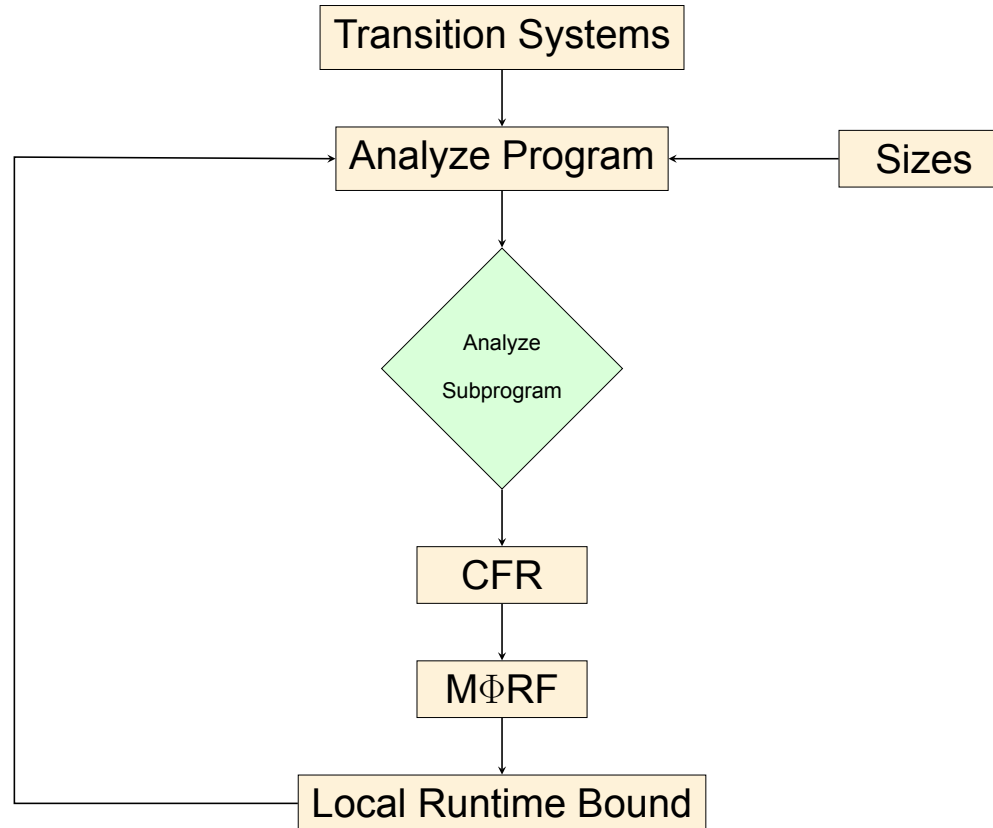 Transition Systems
Analyze Program
Sizes
Analyze
Subprogram
CFR
MΦRF
Local Runtime Bound